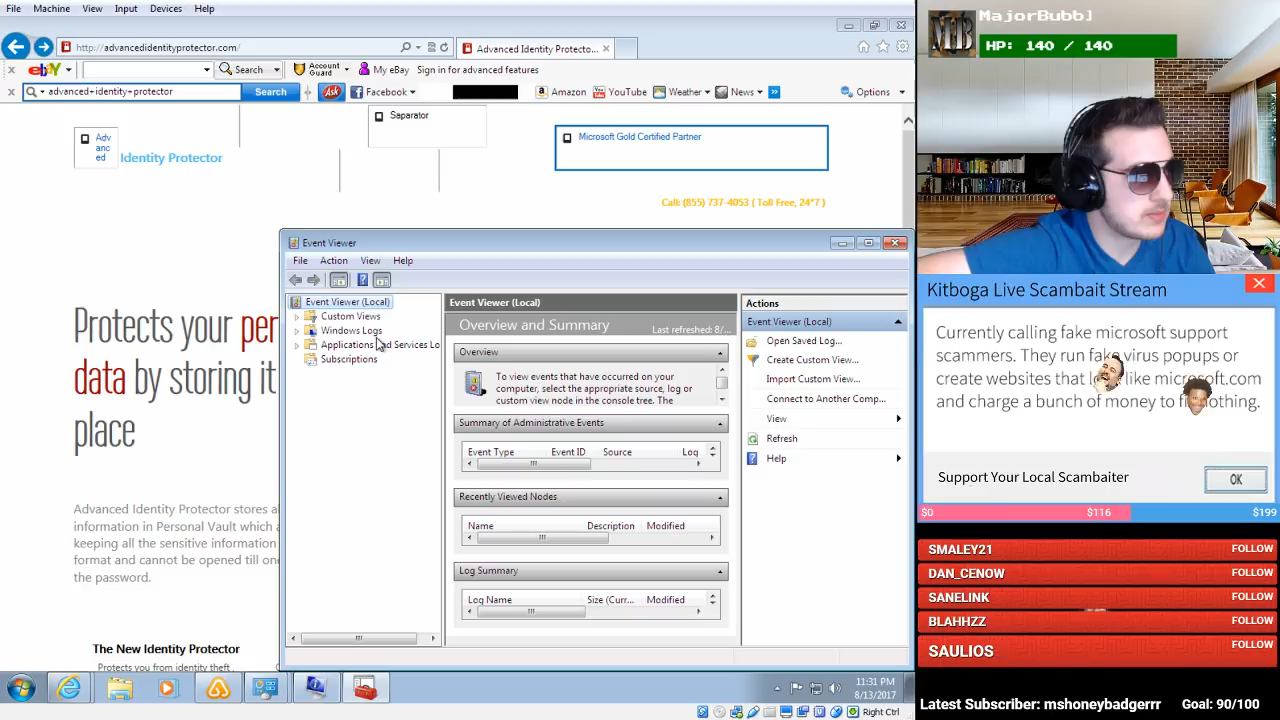 File Machine View Input Devices Help
http://advancedidentityprotector.com/
Advanced Identity Protecto...
ebY
Search
Account Guard
My eBay
Sign in for advanced features
advanced+identity+protector
Search
Ask
Facebook
Amazon
YouTube
Weather
News
»
Options
Adv
anc
ed
Identity Protector
Saparator
Microsoft Gold Certified Partner
Call: (855) 737-4053 ( Toll Free, 24*7 )
Protects your per
data by storing it
place
Advanced Identity Protector stores a
information in Personal Vault which a
keeping all the sensitive information
format and cannot be opened till one
the password.
The New Identity Protector
Protects you from identity theft ,
Event Viewer
File Action View Help
Event Viewer (Local)
Custom Views
Windows Logs
Applications and Services Lo
Subscriptions
Event Viewer (Local)
Overview and Summary
Last refreshed: 8/...
Overview
To view events that have occurred on your
computer, select the appropriate source, log or
custom view node in the console tree. The
Summary of Administrative Events
Event Type Event ID Source Log
Recently Viewed Nodes
Name Description Modified
Log Summary
Log Name Size (Curr... Modified
Actions
Event Viewer (Local)
Open Saved Log...
Create Custom View...
Import Custom View...
Connect to Another Comp...
View
Refresh
Help
11:31 PM
8/13/2017
Right Ctrl
MajorBubb]
HP: 140 / 140
Kitboga Live Scambait Stream
Currently calling fake microsoft support
scammers. They run fake virus popups or
create websites that l k like microsoft.com
and charge a bunch of money to fi nothing.
Support Your Local Scambaiter
OK
$0 $116 $199
SMALEY21 FOLLOW
DAN_CENOW FOLLOW
SANELINK FOLLOW
BLAHHZZ FOLLOW
SAULIOS FOLLOW
Latest Subscriber: mshoneybadgerrr Goal: 90/100